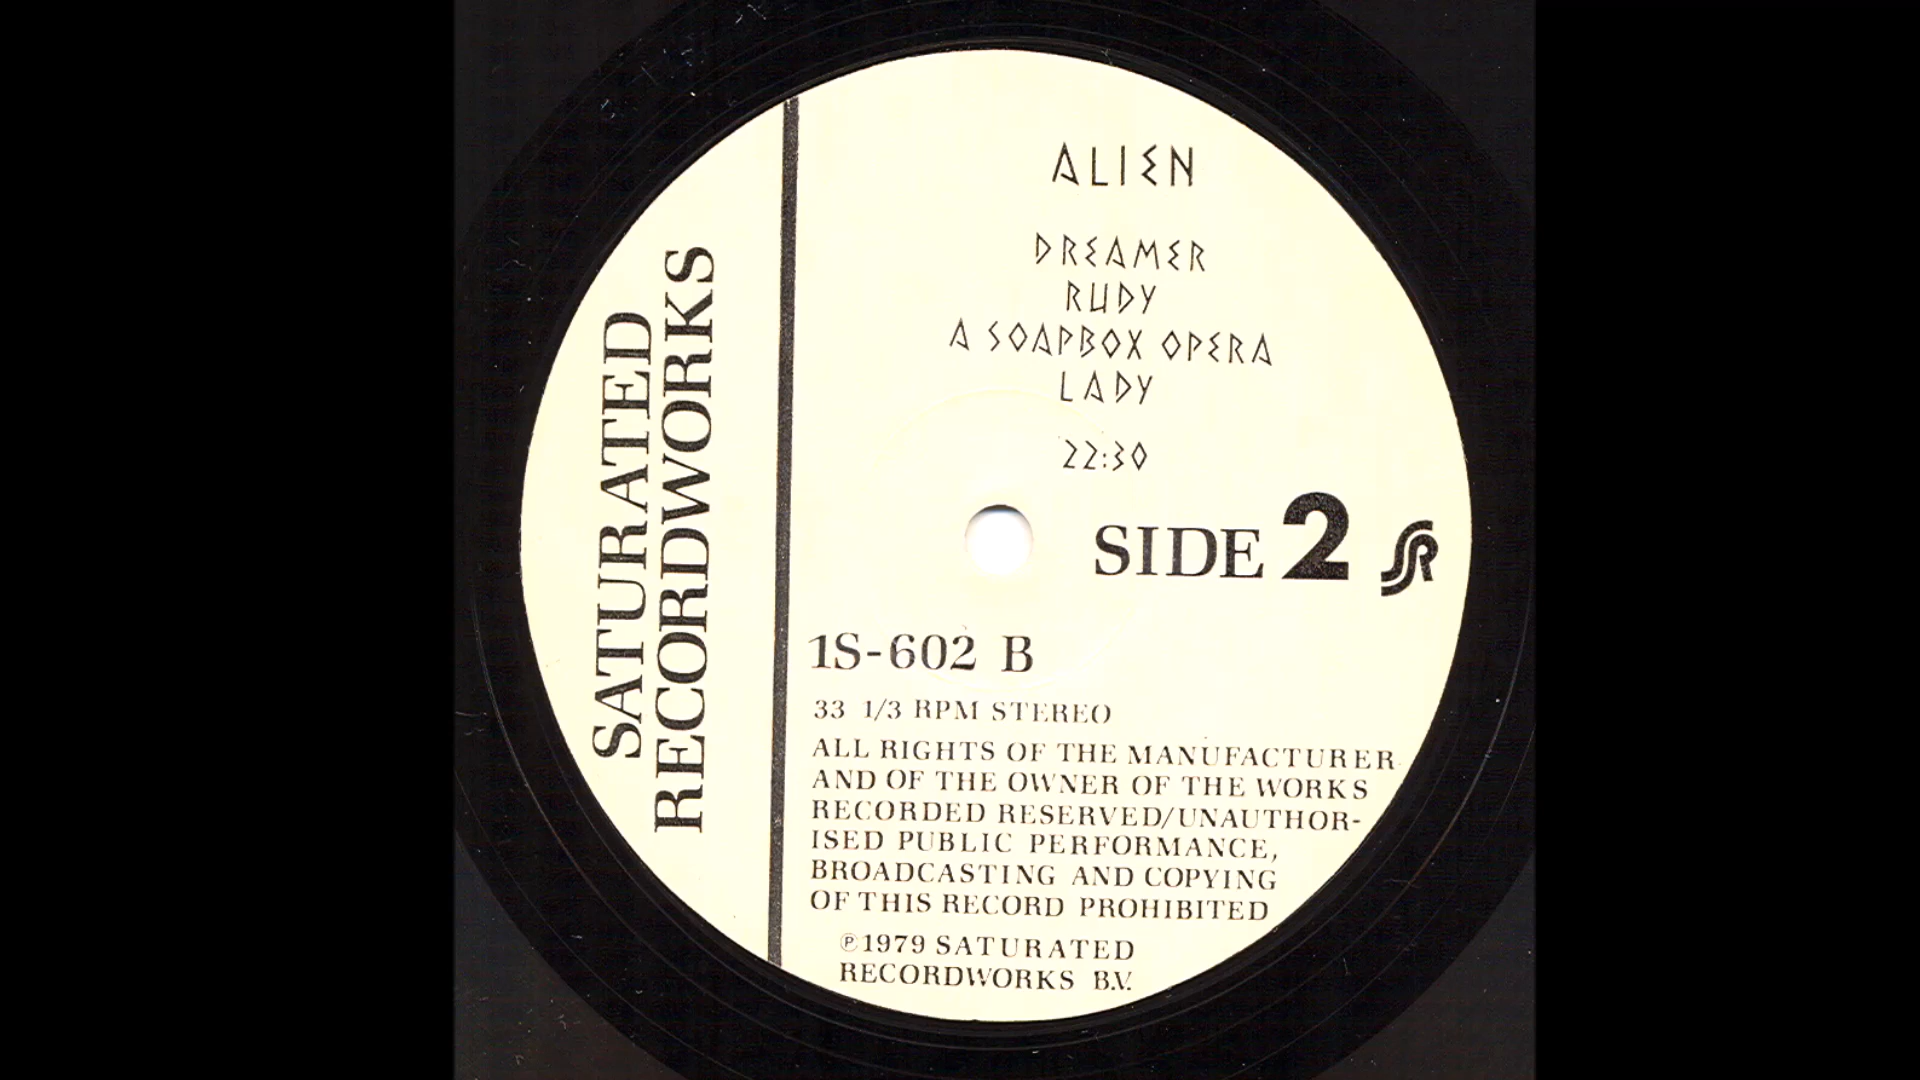 SATURATED
RECORDWORKS
ALIEN
DREAMER
RUDY
A SOAPBOX OPERA
LADY
22:30
SIDE 2 SR
1S-602 B
33 1/3 RPM STEREO
ALL RIGHTS OF THE MANUFACTURER
AND OF THE OWNER OF THE WORKS
RECORDED RESERVED/UNAUTHOR-
ISED PUBLIC PERFORMANCE,
BROADCASTING AND COPYING
OF THIS RECORD PROHIBITED
℗1979 SATURATED
RECORDWORKS B.V.